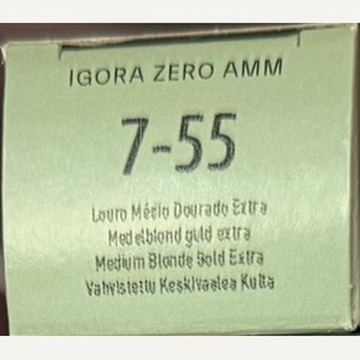 IGORA ZERO AMM
7-55
Louro Médio Dourado Extra
Medelblond guld extra
Medium Blonde Gold Extra
Vahvistettu Keskivaalea Kulta